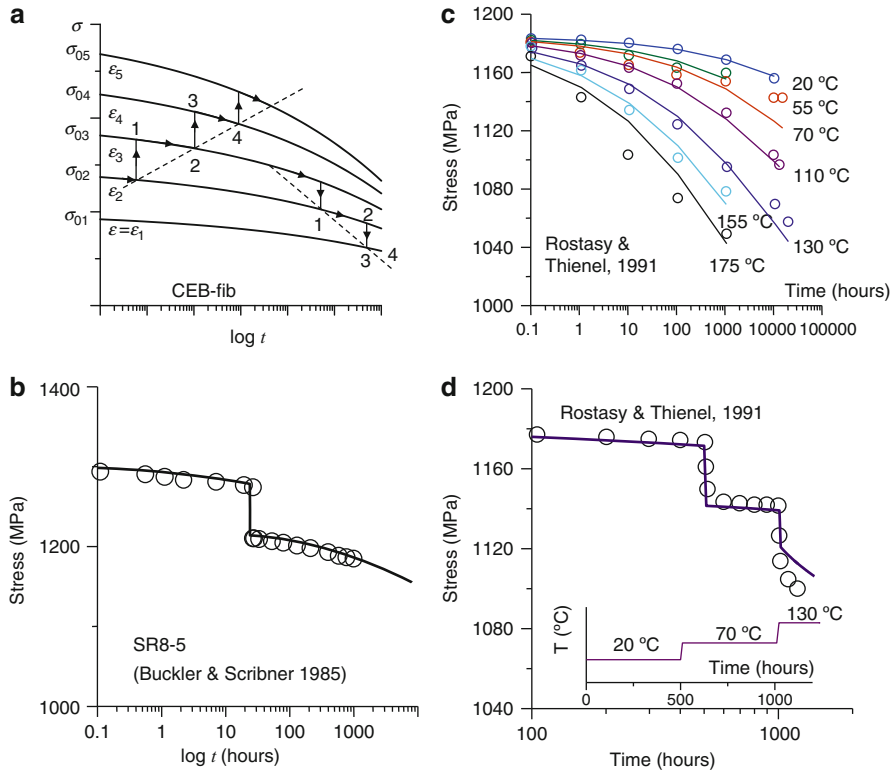 a
σ
σ05
σ04
σ03
σ02
σ01
ε5
ε4
ε3
ε2
ε=ε1
1
3
2
4
1
2
3
4
CEB-fib
log t
b
1400
1300
1200
1000
Stress (MPa)
SR8-5
(Buckler & Scribner 1985)
0.1 1 10 100 1000
log t (hours)
c
1200
1160
1120
1080
1040
1000
Stress (MPa)
20 ºC
55 ºC
70 ºC
110 ºC
155 ºC
130 ºC
175 ºC
Rostasy &
Thienel, 1991
Time (hours)
0.1 1 10 100 1000 10000 100000
d
1200
1160
1120
1080
1040
Stress (MPa)
Rostasy & Thienel, 1991
T (ºC)
20 ºC
70 ºC
130 ºC
Time (hours)
0 500 1000
100 1000
Time (hours)